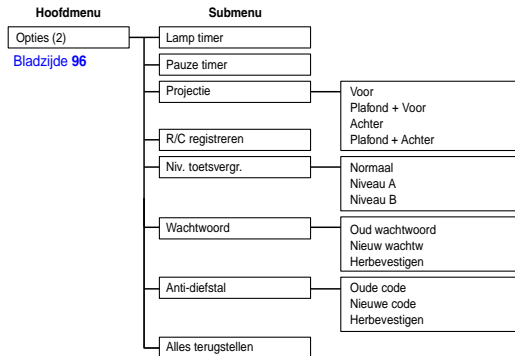 Hoofdmenu
Submenu
Opties (2)
Bladzijde 96
Lamp timer
Pauze timer
Projectie
Voor
Plafond + Voor
Achter
Plafond + Achter
R/C registreren
Niv. toetsvergr.
Normaal
Niveau A
Niveau B
Wachtwoord
Oud wachtwoord
Nieuw wachtw
Herbevestigen
Anti-diefstal
Oude code
Nieuwe code
Herbevestigen
Alles terugstellen